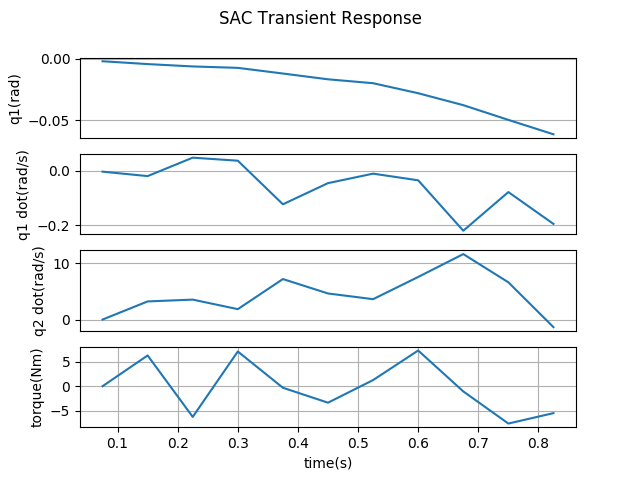 SAC Transient Response
0.00
−0.05
q1(rad)
0.0
−0.2
q1 dot(rad/s)
10
0
q2 dot(rad/s)
5
0
−5
torque(Nm)
0.1 0.2 0.3 0.4 0.5 0.6 0.7 0.8
time(s)